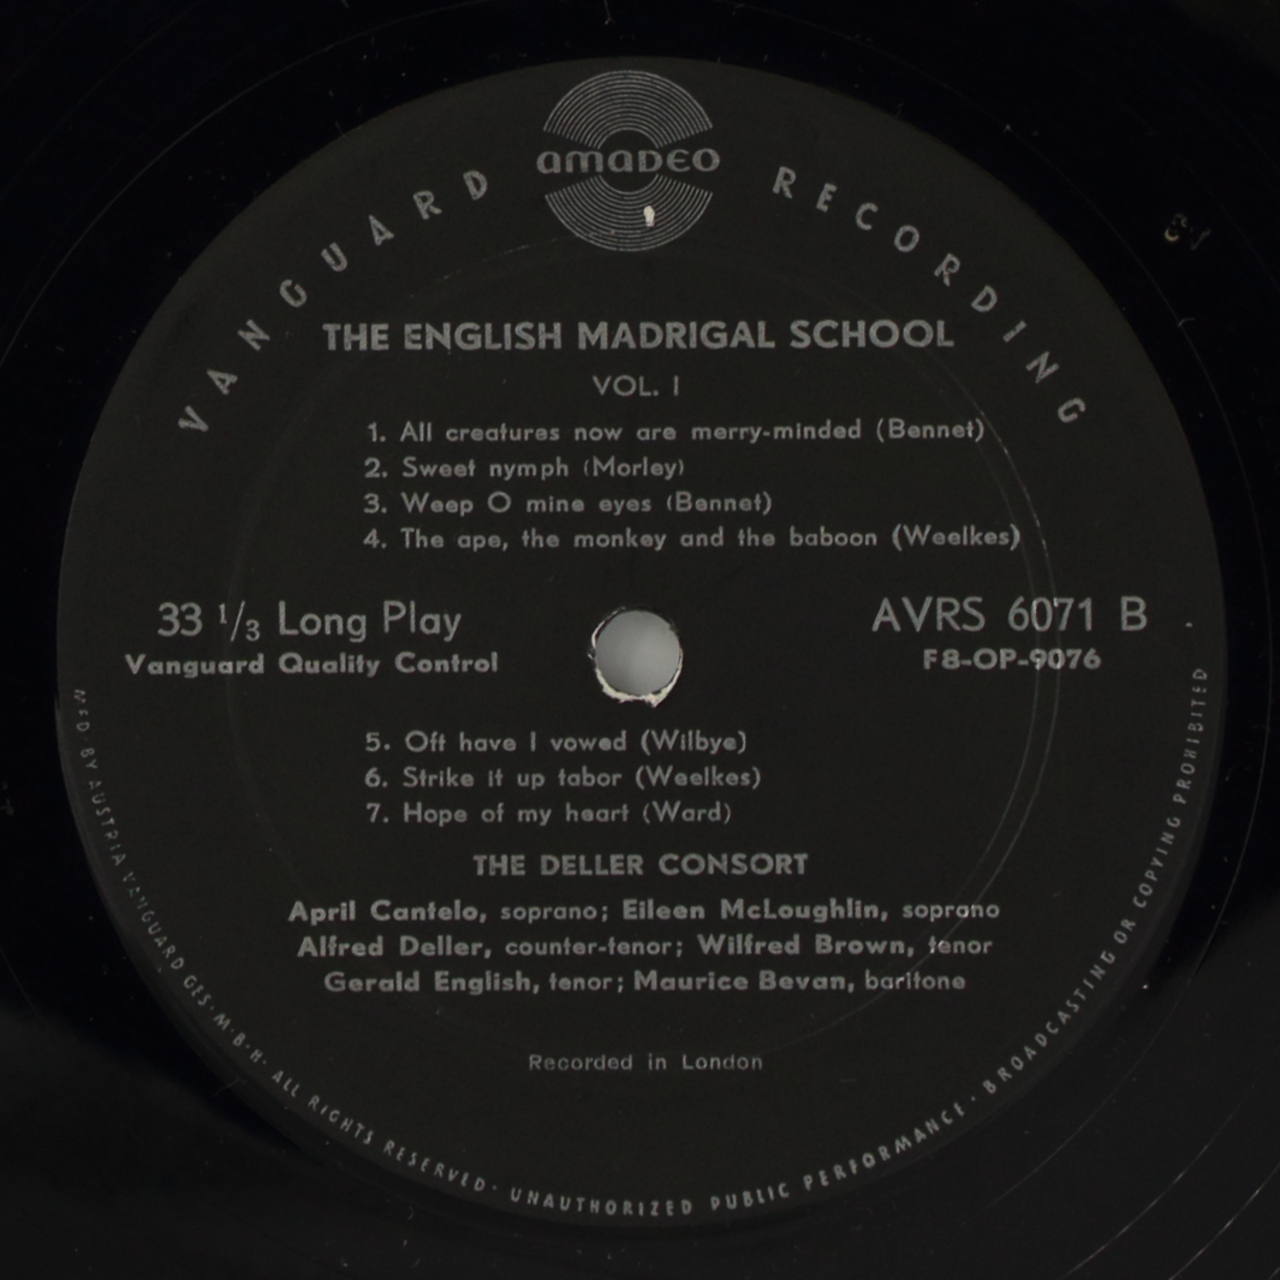 AMADEO
VANGUARD RECORDING
THE ENGLISH MADRIGAL SCHOOL
VOL. I
1. All creatures now are merry-minded (Bennet)
2. Sweet nymph (Morley)
3. Weep O mine eyes (Bennet)
4. The ape, the monkey and the baboon (Weelkes)
33 1/3 Long Play
Vanguard Quality Control
AVRS 6071 B
F8-OP-9076
5. Oft have I vowed (Wilbye)
6. Strike it up tabor (Weelkes)
7. Hope of my heart (Ward)
THE DELLER CONSORT
April Cantelo, soprano; Eileen McLoughlin, soprano
Alfred Deller, counter-tenor; Wilfred Brown, tenor
Gerald English, tenor; Maurice Bevan, baritone
Recorded in London
MFD. BY AUSTRIA VANGUARD GES·M·B·H· ALL RIGHTS RESERVED· UNAUTHORIZED PUBLIC PERFORMANCE· BROADCASTING OR COPYING PROHIBITED